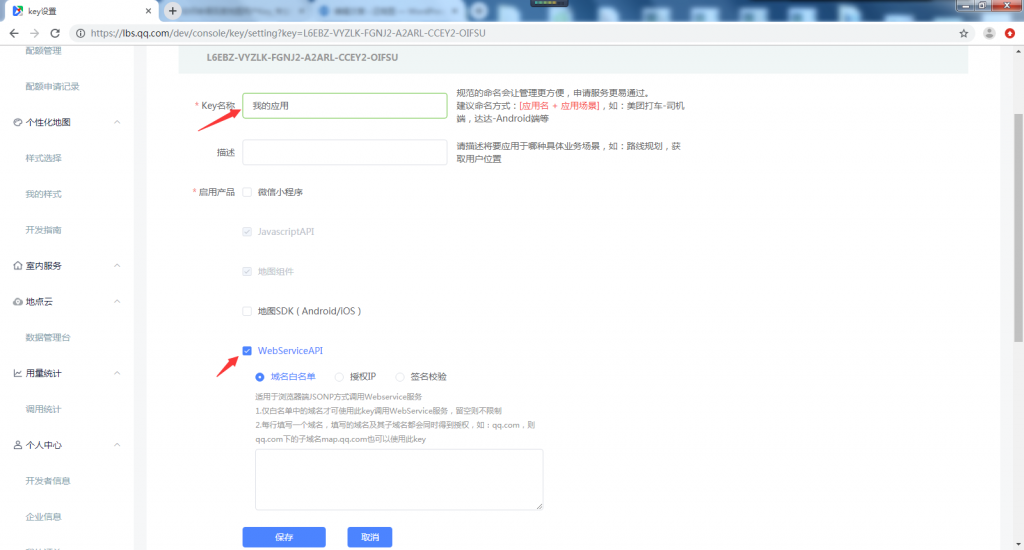 key设置
https://lbs.qq.com/dev/console/key/setting?key=L6EBZ-VYZLK-FGNJ2-A2ARL-CCEY2-OIFSU
配额管理
L6EBZ-VYZLK-FGNJ2-A2ARL-CCEY2-OIFSU
配额申请记录
* Key名称
我的应用
规范的命名会让管理更方便，申请服务更易通过。
建议命名方式：[应用名 + 应用场景]，如：美团打车-司机
端，达达-Android端等
个性化地图
描述
请描述将要应用于哪种具体业务场景，如：路线规划，获
取用户位置
样式选择
我的样式
* 启用产品
微信小程序
开发指南
JavascriptAPI
室内服务
地图组件
地点云
地图SDK ( Android/IOS )
数据管理台
WebServiceAPI
用量统计
域名白名单 授权IP 签名校验
适用于浏览器端JSONP方式调用Webservice服务
1.仅白名单中的域名才可使用此key调用WebService服务，留空则不限制
2.每行填写一个域名，填写的域名及其子域名都会同时得到授权，如：qq.com，则
qq.com下的子域名map.qq.com也可以使用此key
调用统计
个人中心
开发者信息
企业信息
保存 取消